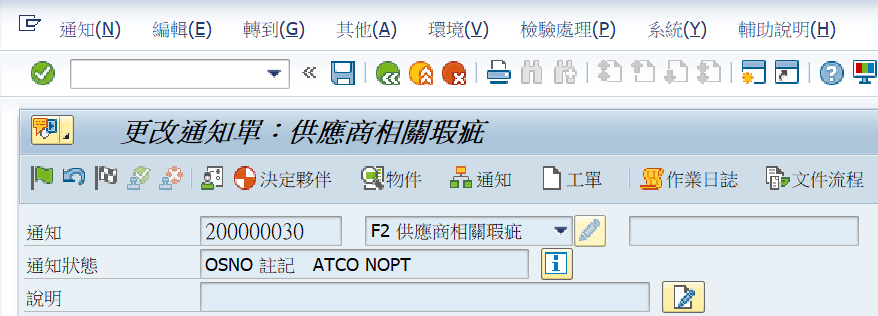 通知(N) 編輯(E) 轉到(G) 其他(A) 環境(V) 檢驗處理(P) 系統(Y) 輔助說明(H)
更改通知單：供應商相關瑕疵
決定夥伴 物件 通知 工單 作業日誌 文件流程
通知 200000030 F2 供應商相關瑕疵
通知狀態 OSNO 註記 ATCO NOPT
說明